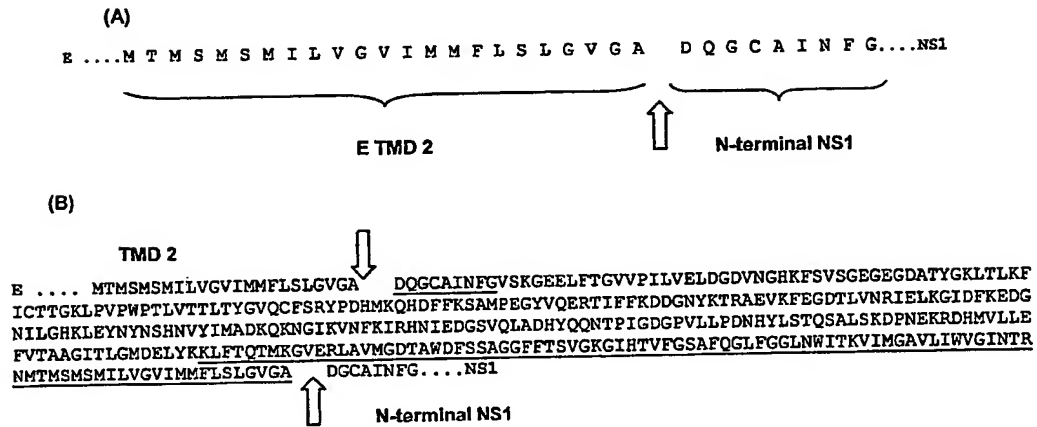 (A)
E ....M T M S M S M I L V G V I M M F L S L G V G A D Q G C A I N F G....NS1
E TMD 2 N-terminal NS1
(B)
TMD 2
E .... MTMSMSMILVGVIMMFLSLGVGA DQGCAINFGVSKGEELFTGVVPILVELDGDVNGHKFSVSGEGEGDATYGKLTLKF
ICTTGKLPVPWPTLVTTLTYGVQCFSRYPDHMKQHDFFKSAMPEGYVQERTIFFKDDGNYKTRAEVKFEGDTLVNRIELKGIDFKEDG
NILGHKLEYNYNSHNVYIMADKQKNGIKVNFKIRHNIEDGSVQLADHYQQNTPIGDGPVLLPDNHYLSTQSALSKDPNEKRDHMVLLE
FVTAAGITLGMDELYKKLFTQTMKGVERLAVMGDTAWDFSSAGGFFTSVGKGIHTVFGSAFQGLFGGLNWITKVIMGAVLIWVGINTR
NMTMSMSMILVGVIMMFLSLGVGA DGCAINFG....NS1
N-terminal NS1